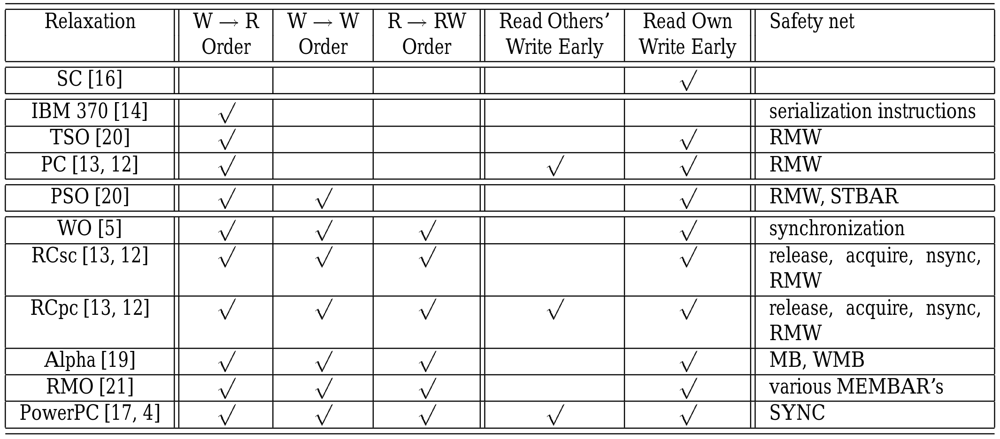 Relaxation W → R W → W R → RW Read Others’ Read Own Safety net
Order Order Order Write Early Write Early
SC [16] √
IBM 370 [14] √ serialization instructions
TSO [20] √ √ RMW
PC [13, 12] √ √ √ RMW
PSO [20] √ √ √ RMW, STBAR
WO [5] √ √ √ √ synchronization
RCsc [13, 12] √ √ √ √ release, acquire, nsync,
RMW
RCpc [13, 12] √ √ √ √ √ release, acquire, nsync,
RMW
Alpha [19] √ √ √ √ MB, WMB
RMO [21] √ √ √ √ various MEMBAR’s
PowerPC [17, 4] √ √ √ √ √ SYNC